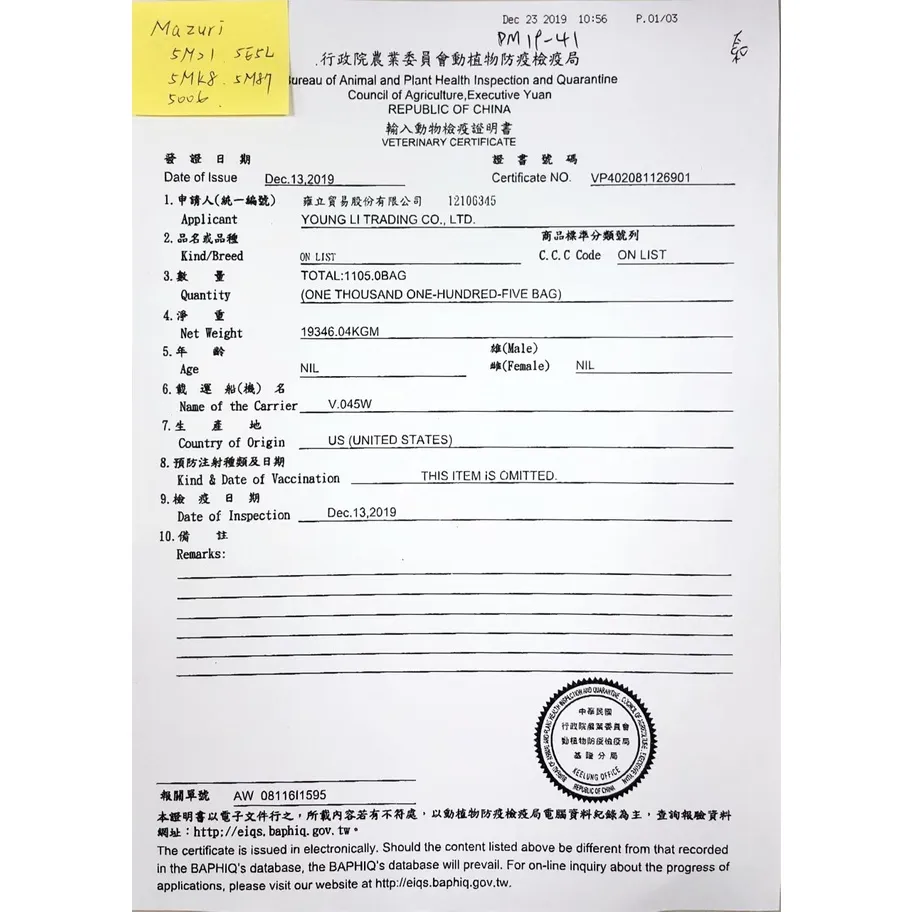 Mazuri
5M21 . 5E5L
5MK8 . 5M87
5006 .
Dec 23 2019 10:56 P.01/03
PM19-41
行政院農業委員會動植物防疫檢疫局
ureau of Animal and Plant Health Inspection and Quarantine
Council of Agriculture,Executive Yuan
REPUBLIC OF CHINA
輸入動物檢疫證明書
VETERINARY CERTIFICATE
發證日期 證書號碼
Date of Issue Dec.13,2019 Certificate NO. VP402081126901
1.申請人(統一編號) 雍立貿易股份有限公司 12106345
Applicant YOUNG LI TRADING CO., LTD.
2.品名或品種 商品標準分類號列
Kind/Breed ON LIST C.C.C Code ON LIST
3.數 量 TOTAL:1105.0BAG
Quantity (ONE THOUSAND ONE-HUNDRED-FIVE BAG)
4.淨 重
Net Weight 19346.04KGM
5.年 齡 雄(Male)
Age NIL 雌(Female) NIL
6.載 運 船(機) 名
Name of the Carrier V.045W
7.生 產 地
Country of Origin US (UNITED STATES)
8.預防注射種類及日期
Kind & Date of Vaccination THIS ITEM iS OMITTED.
9.檢 疫 日 期
Date of Inspection Dec.13,2019
10.備 註
Remarks:
BUREAU OF ANIMAL AND PLANT HEALTH INSPECTION AND QUARANTINE, COUNCIL OF AGRICULTURE, EXECUTIVE YUAN
中華民國
行政院農業委員會
動植物防疫檢疫局
基隆分局
KEELUNG OFFICE
REPUBLIC OF CHINA
報關單號 AW 08116I1595
本證明書以電子文件行之，所載內容若有不符處，以動植物防疫檢疫局電腦資料紀錄為主，查詢報驗資料
網址：http://eiqs.baphiq.gov.tw。
The certificate is issued in electronically. Should the content listed above be different from that recorded
in the BAPHIQ's database, the BAPHIQ's database will prevail. For on-line inquiry about the progress of
applications, please visit our website at http://eiqs.baphiq.gov.tw.